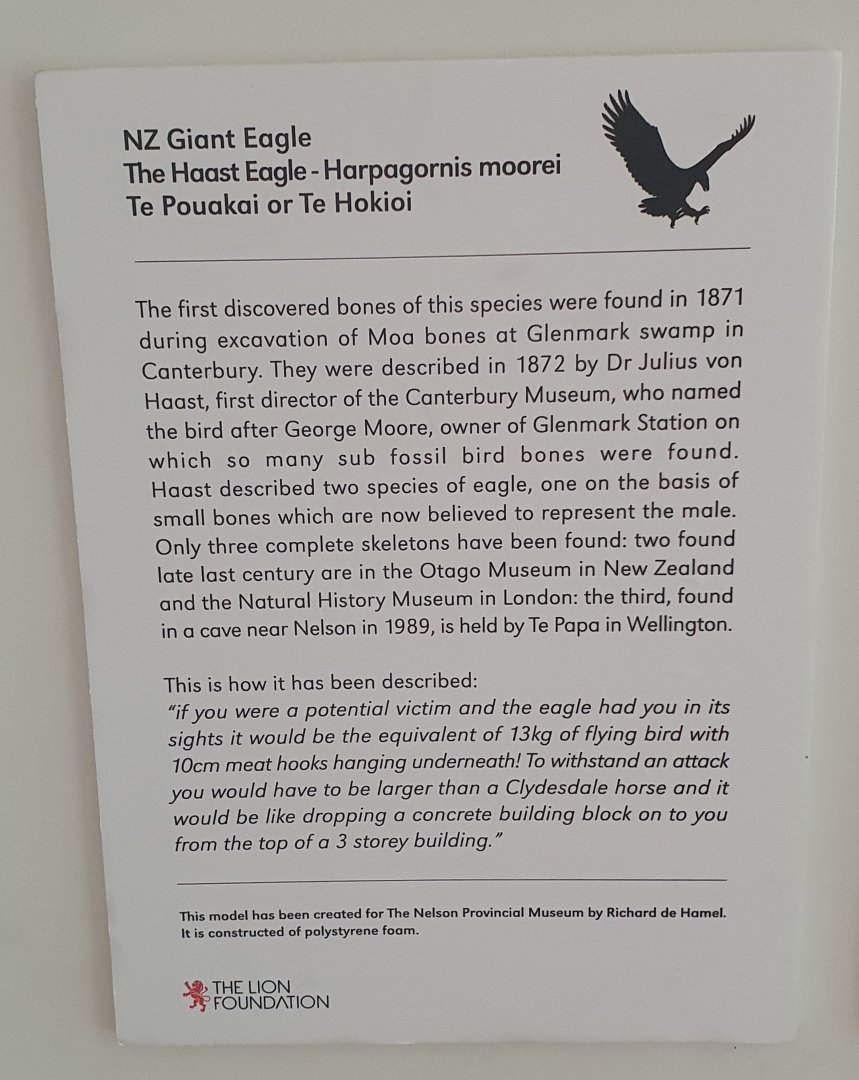 NZ Giant Eagle
The Haast Eagle - Harpagornis moorei
Te Pouakai or Te Hokioi
The first discovered bones of this species were found in 1871
during excavation of Moa bones at Glenmark swamp in
Canterbury. They were described in 1872 by Dr Julius von
Haast, first director of the Canterbury Museum, who named
the bird after George Moore, owner of Glenmark Station on
which so many sub fossil bird bones were found.
Haast described two species of eagle, one on the basis of
small bones which are now believed to represent the male.
Only three complete skeletons have been found: two found
late last century are in the Otago Museum in New Zealand
and the Natural History Museum in London: the third, found
in a cave near Nelson in 1989, is held by Te Papa in Wellington.
This is how it has been described:
"if you were a potential victim and the eagle had you in its
sights it would be the equivalent of 13kg of flying bird with
10cm meat hooks hanging underneath! To withstand an attack
you would have to be larger than a Clydesdale horse and it
would be like dropping a concrete building block on to you
from the top of a 3 storey building."
This model has been created for The Nelson Provincial Museum by Richard de Hamel.
It is constructed of polystyrene foam.
THE LION
FOUNDATION